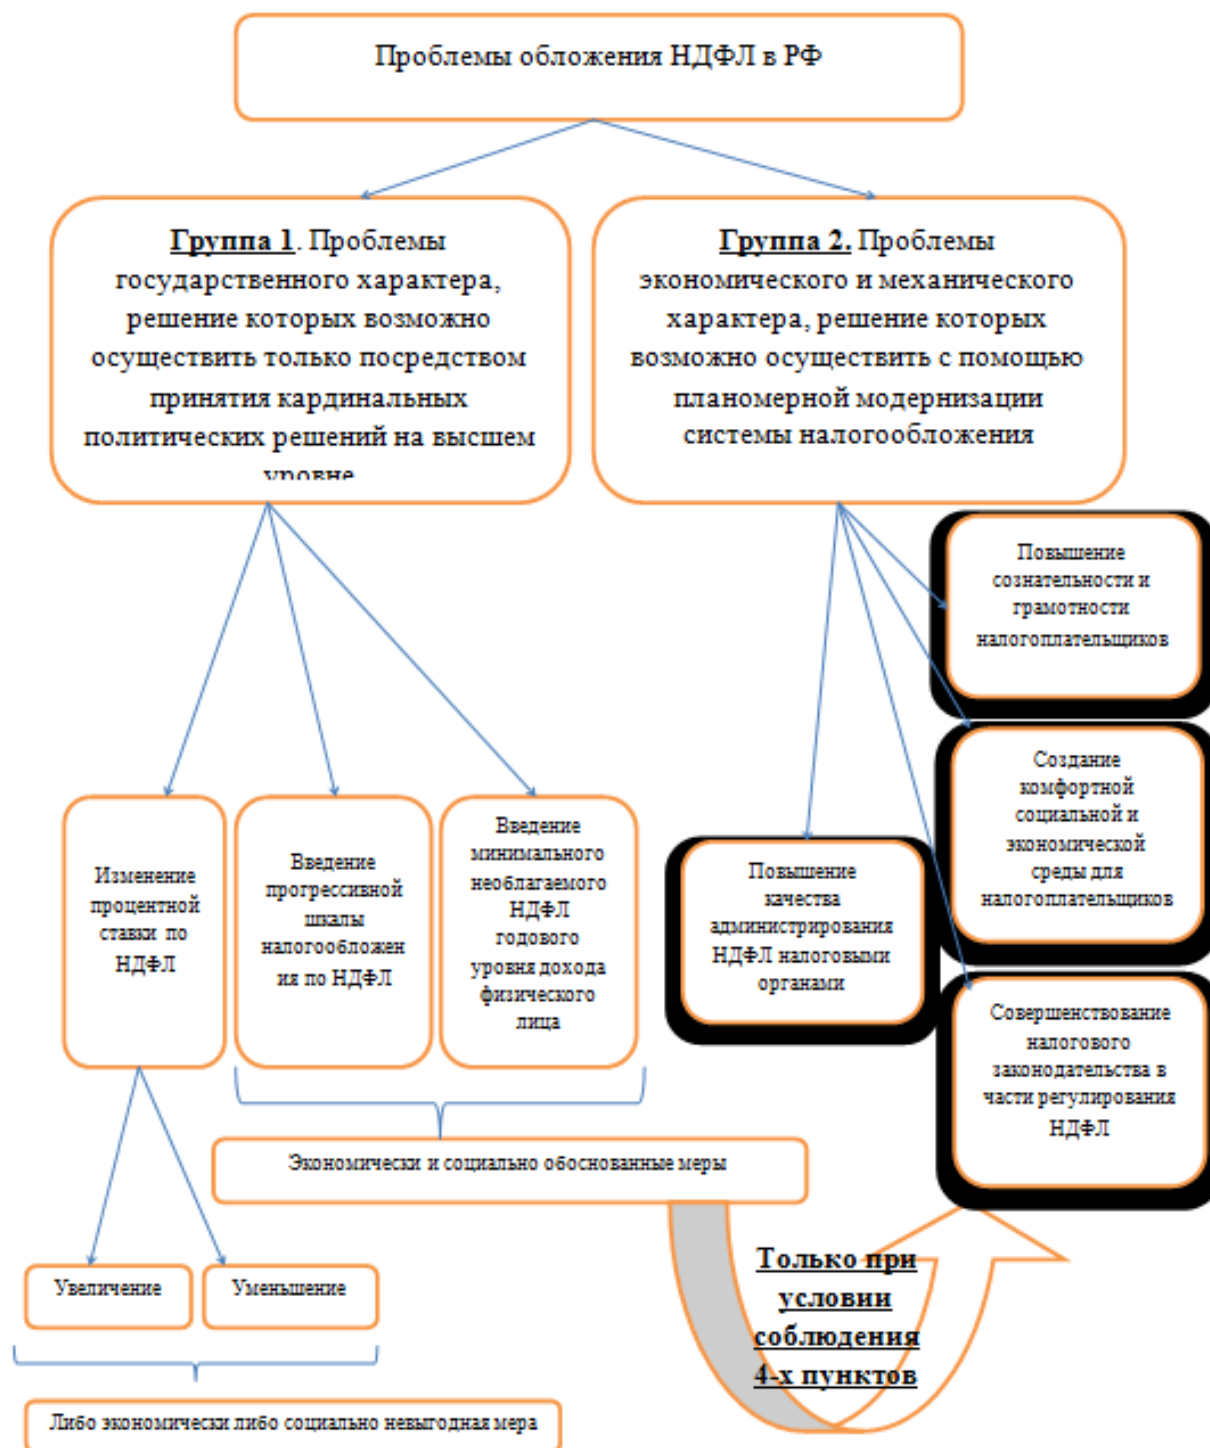 Проблемы обложения НДФЛ в РФ
Группа 1. Проблемы
государственного характера,
решение которых возможно
осуществить только посредством
принятия кардинальных
политических решений на высшем
уровне
Группа 2. Проблемы
экономического и механического
характера, решение которых
возможно осуществить с помощью
планомерной модернизации
системы налогообложения
Повышение
сознательности и
грамотности
налогоплательщиков
Создание
комфортной
социальной и
экономической
среды для
налогоплательщиков
Изменение
процентной
ставки по
НДФЛ
Введение
прогрессивной
шкалы
налогообложен
ия по НДФЛ
Введение
минимального
необлагаемого
НДФЛ
годового
уровня дохода
физического
лица
Повышение
качества
администрирования
НДФЛ налоговыми
органами
Совершенствование
налогового
законодательства в
части регулирования
НДФЛ
Экономически и социально обоснованные меры
Увеличение
Уменьшение
Только при
условии
соблюдения
4-х пунктов
Либо экономически либо социально невыгодная мера